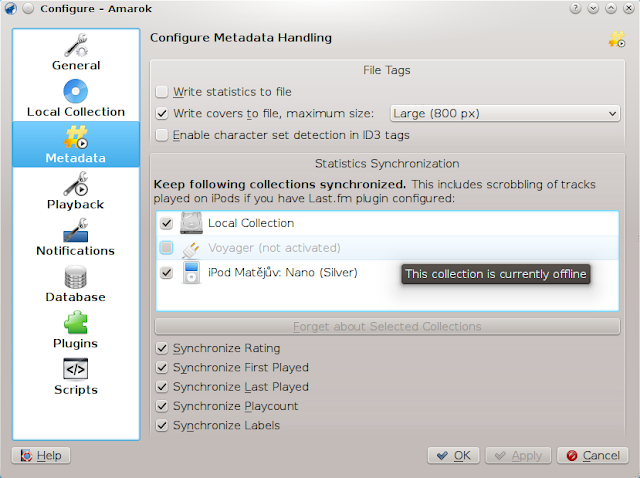 Configure – Amarok
General
Local Collection
Metadata
Playback
Notifications
Database
Plugins
Scripts
Configure Metadata Handling
File Tags
Write statistics to file
Write covers to file, maximum size: Large (800 px)
Enable character set detection in ID3 tags
Statistics Synchronization
Keep following collections synchronized. This includes scrobbling of tracks
played on iPods if you have Last.fm plugin configured:
Local Collection
Voyager (not activated)
iPod Matějův: Nano (Silver)
This collection is currently offline
Forget about Selected Collections
Synchronize Rating
Synchronize First Played
Synchronize Last Played
Synchronize Playcount
Synchronize Labels
Help
OK
Apply
Cancel